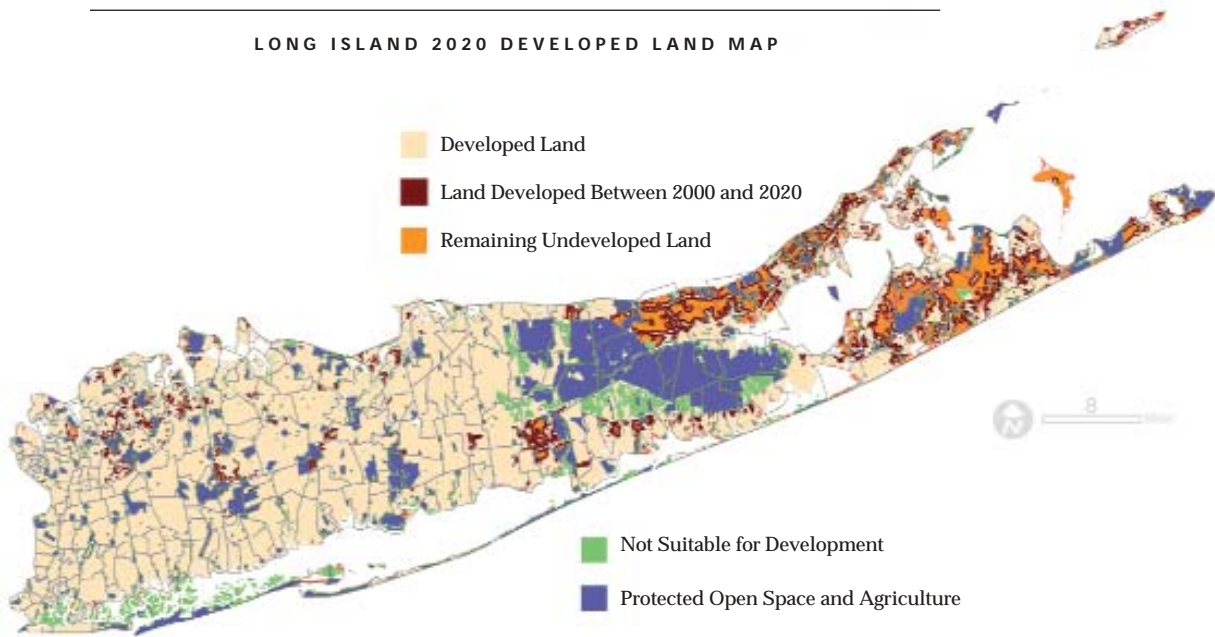 LONG ISLAND 2020 DEVELOPED LAND MAP
Developed Land
Land Developed Between 2000 and 2020
Remaining Undeveloped Land
N
8
Not Suitable for Development
Protected Open Space and Agriculture